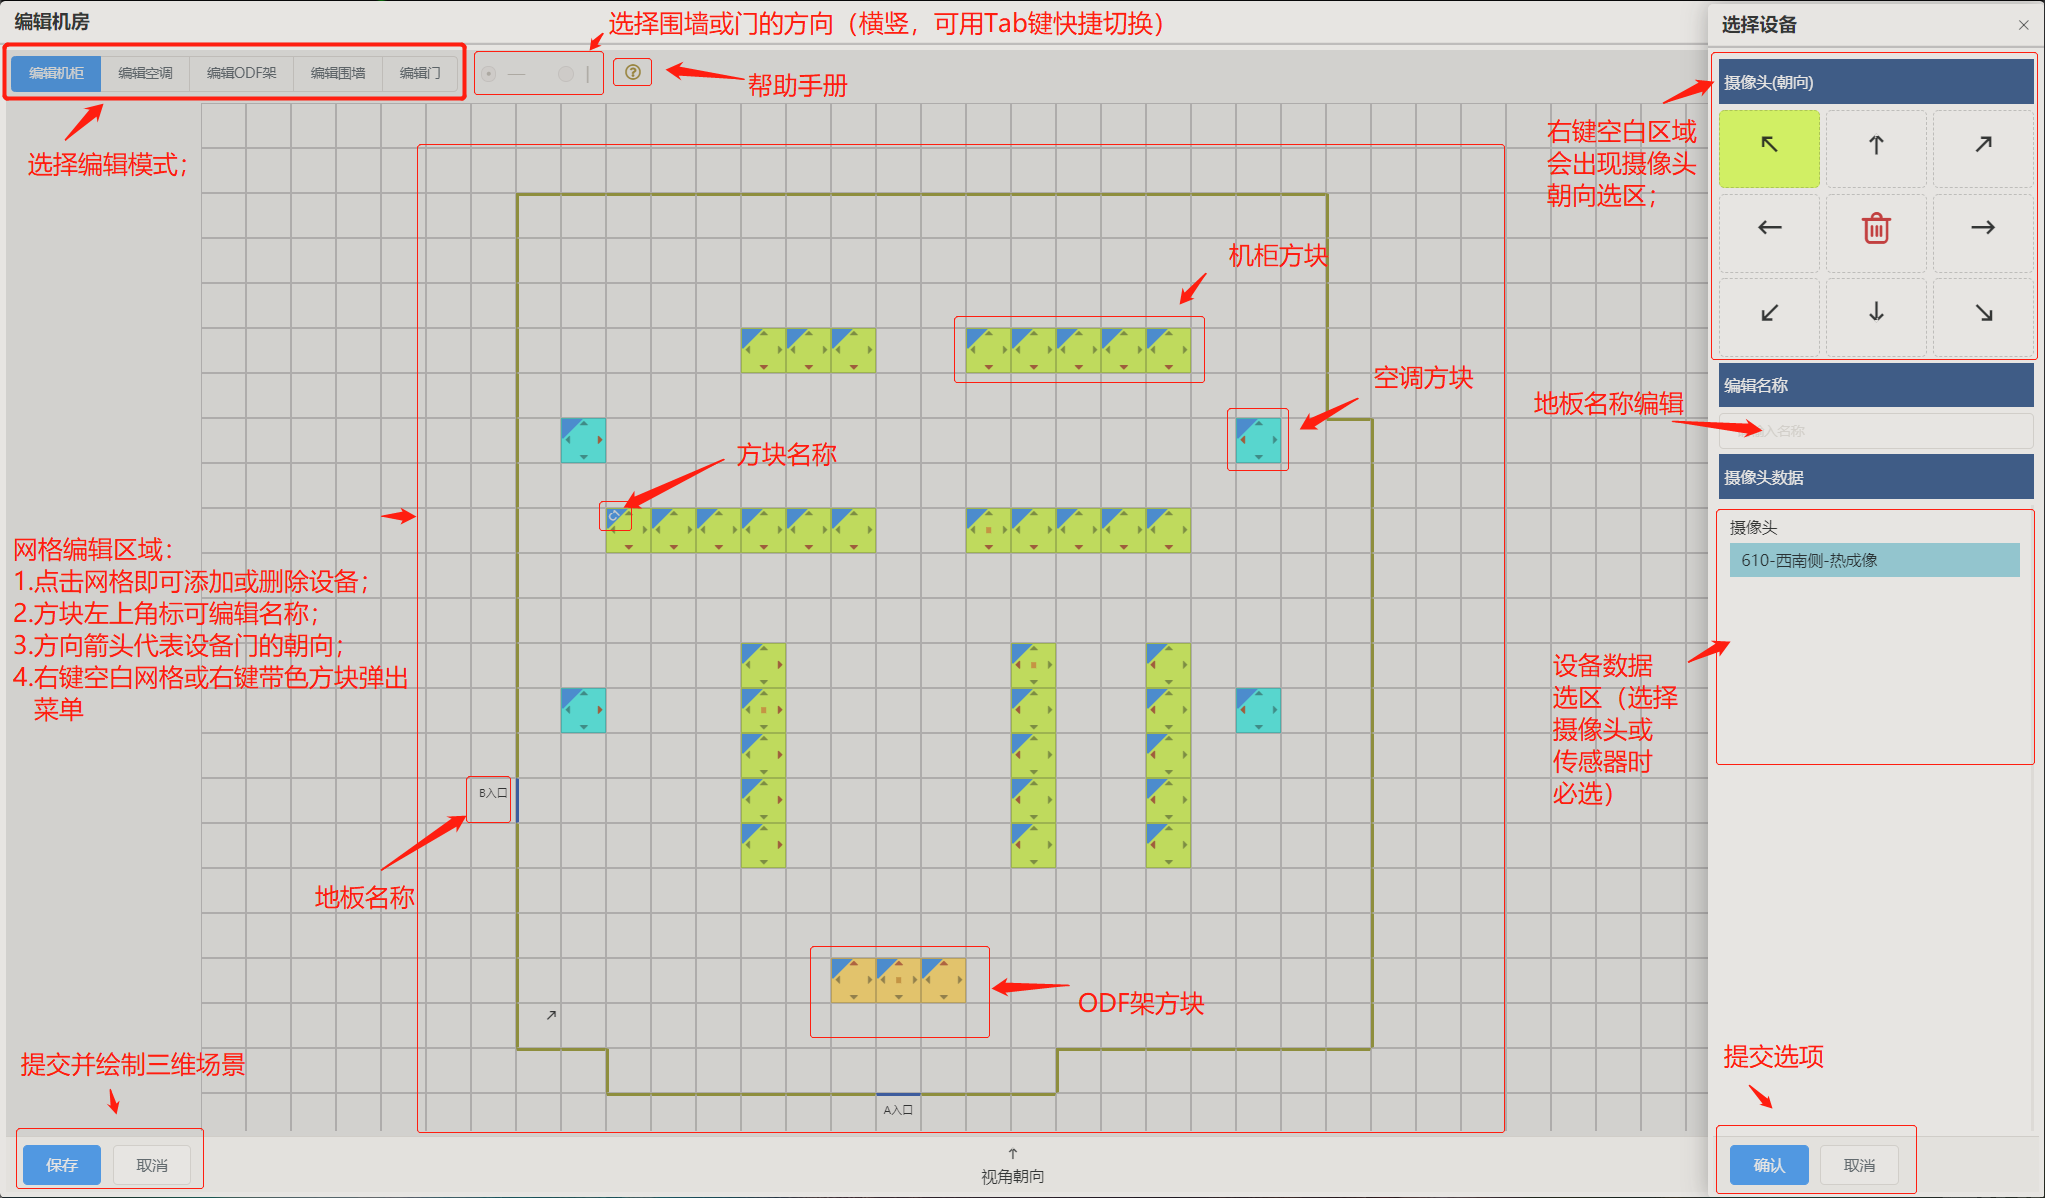 编辑机房
选择围墙或门的方向（横竖，可用Tab键快捷切换）
选择设备
编辑机柜
编辑空调
编辑ODF架
编辑围墙
编辑门
帮助手册
选择编辑模式；
摄像头(朝向)
右键空白区域
会出现摄像头
朝向选区；
机柜方块
空调方块
编辑名称
地板名称编辑
入名称
方块名称
摄像头数据
摄像头
610-西南侧-热成像
网格编辑区域：
1.点击网格即可添加或删除设备；
2.方块左上角标可编辑名称；
3.方向箭头代表设备门的朝向；
4.右键空白网格或右键带色方块弹出
菜单
设备数据
选区（选择
摄像头或
传感器时
必选）
B入口
地板名称
ODF架方块
提交并绘制三维场景
提交选项
A入口
保存
取消
视角朝向
确认
取消